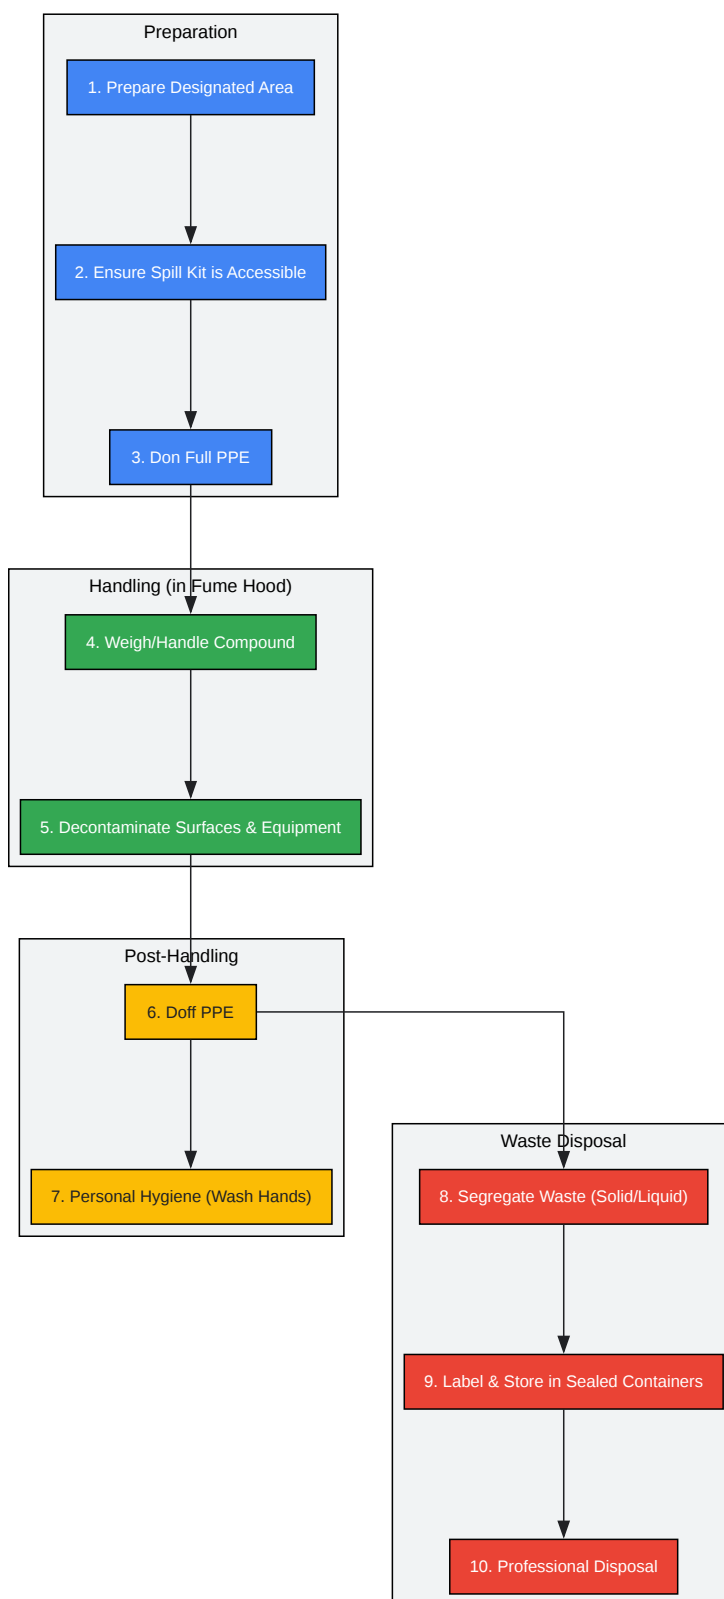 Preparation
1. Prepare Designated Area
2. Ensure Spill Kit is Accessible
3. Don Full PPE
Handling (in Fume Hood)
4. Weigh/Handle Compound
5. Decontaminate Surfaces & Equipment
Post-Handling
6. Doff PPE
7. Personal Hygiene (Wash Hands)
Waste Disposal
8. Segregate Waste (Solid/Liquid)
9. Label & Store in Sealed Containers
10. Professional Disposal